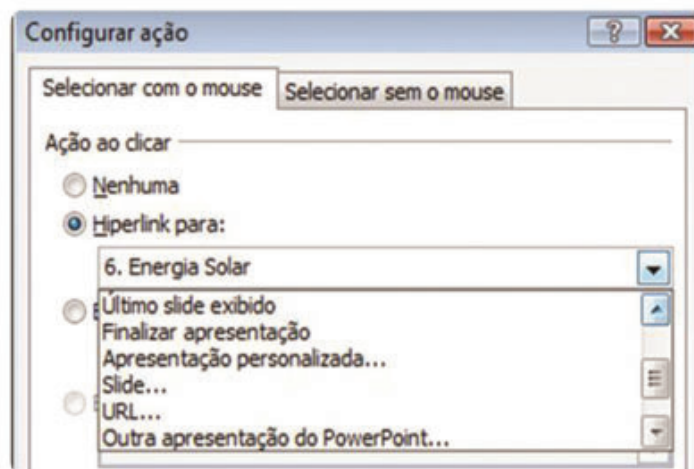 Configurar ação
Selecionar com o mouse
Selecionar sem o mouse
Ação ao clicar
Nenhuma
Hiperlink para:
6. Energia Solar
Último slide exibido
Finalizar apresentação
Apresentação personalizada...
Slide...
URL...
Outra apresentação do PowerPoint...